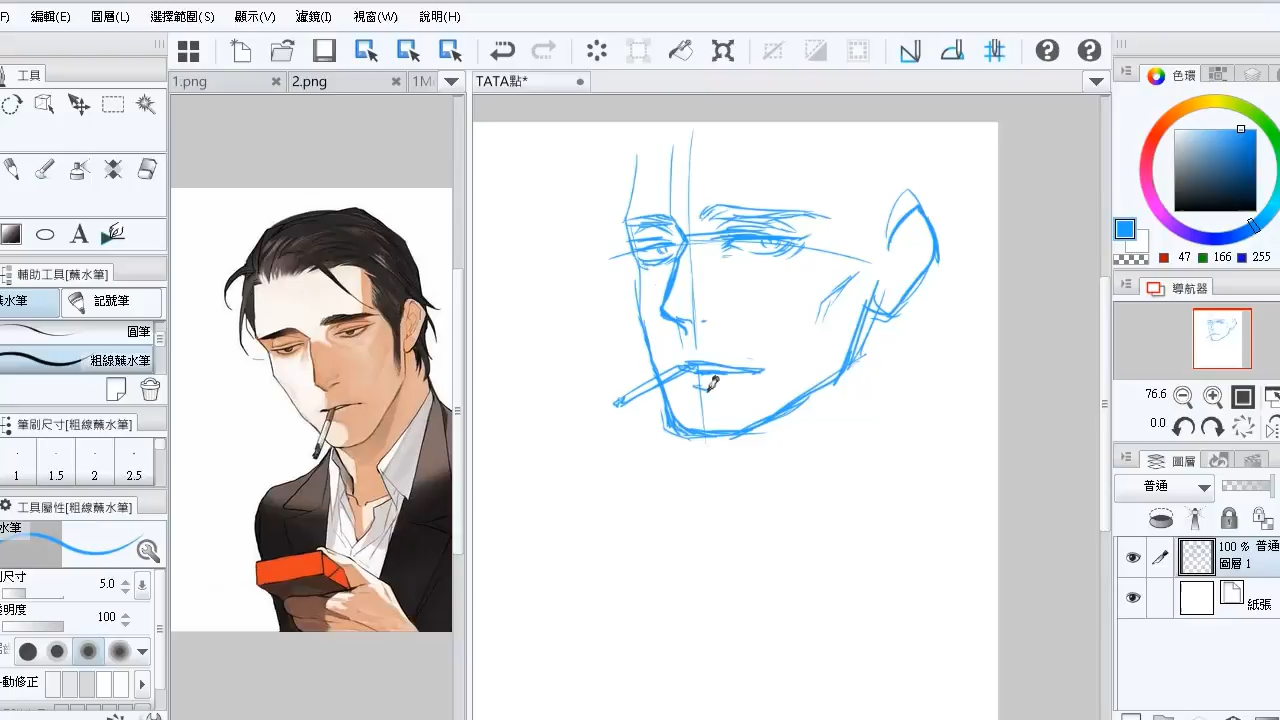 F) 編輯(E) 圖層(L) 選擇範圍(S) 顯示(V) 濾鏡(I) 視窗(W) 說明(H)
工具
1.png
2.png
TATA點*
色環
47 166 255
輔助工具[蘸水筆]
蘸水筆
記號筆
圓筆
粗線蘸水筆
導航器
76.6
0.0
筆刷尺寸[粗線蘸水筆]
1 1.5 2 2.5
工具屬性[粗線蘸水筆]
水筆
尺寸 5.0
透明度 100
動修正
圖層
普通
100 % 普通
圖層 1
紙張
A